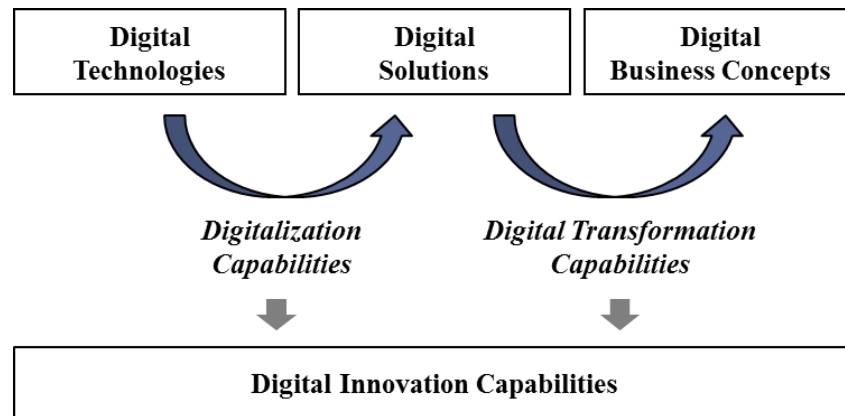 Digital
Technologies
Digital
Solutions
Digital
Business Concepts
Digitalization
Capabilities
Digital Transformation
Capabilities
Digital Innovation Capabilities